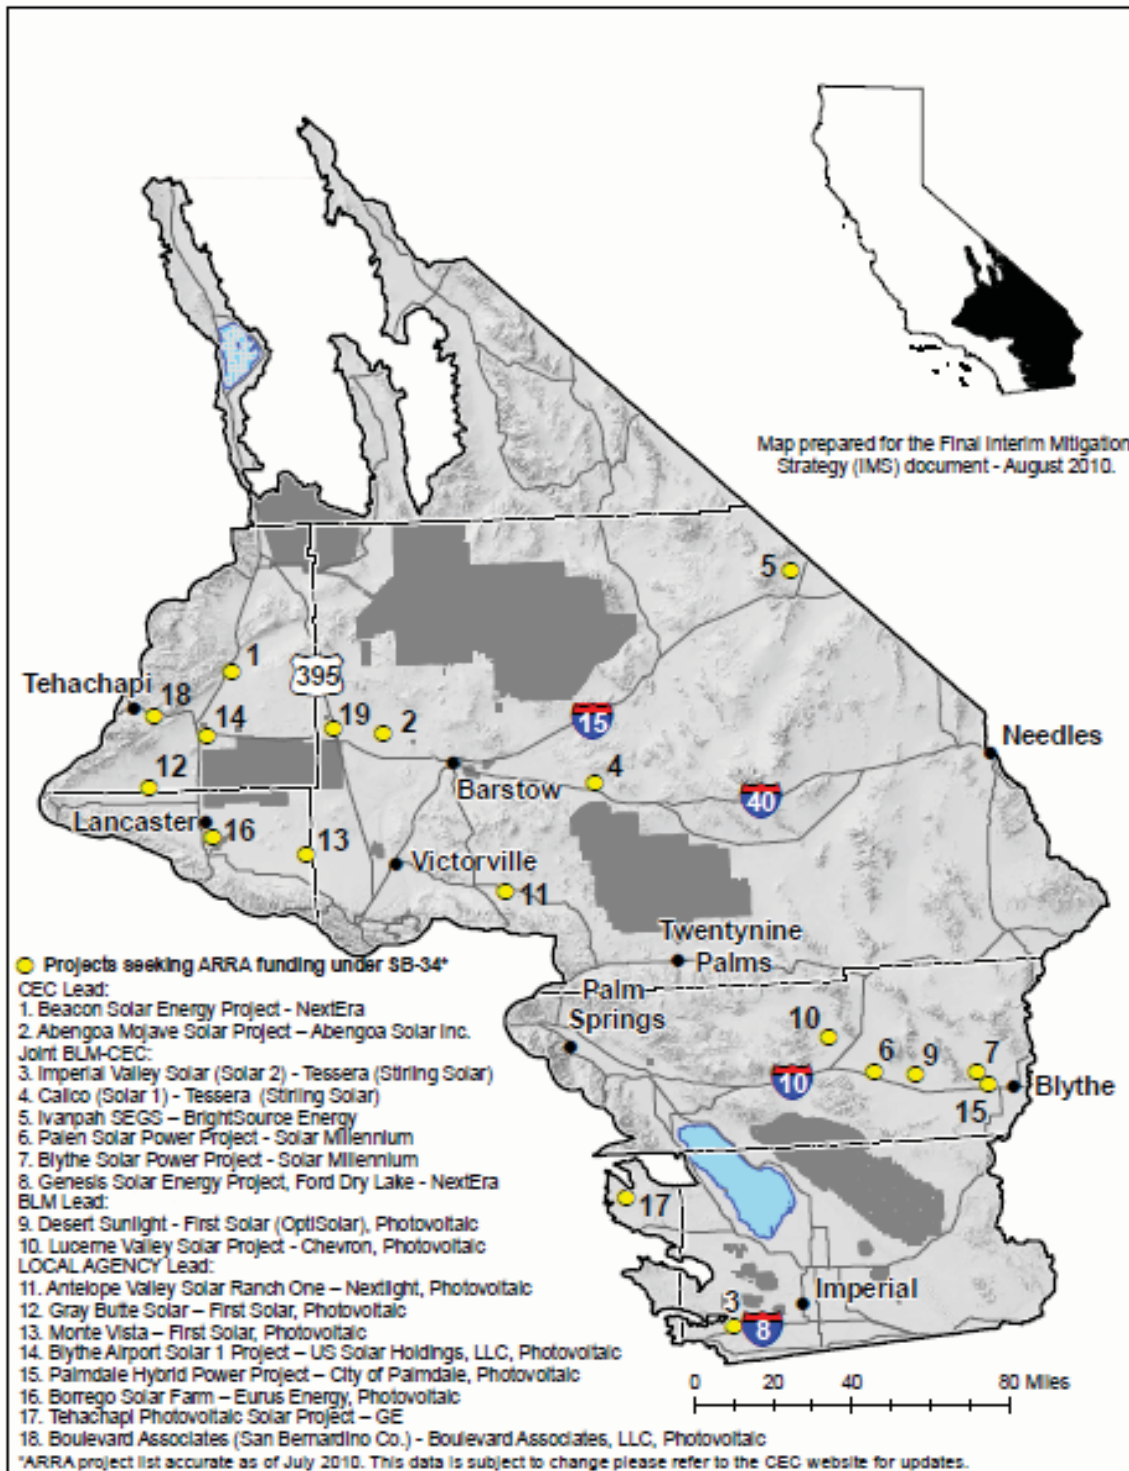 Map prepared for the Final Interim Mitigation
Strategy (IMS) document - August 2010.
5
1
395
Tehachapi
18
14
19
2
15
Needles
12
Barstow
4
40
Lancaster
16
13
Victorville
11
Twentynine
Palms
Palm
Springs
10
6
9
7
10
Blythe
15
17
Imperial
3
8
Projects seeking ARRA funding under SB-34*
CEC Lead:
1. Beacon Solar Energy Project - NextEra
2. Abengoa Mojave Solar Project – Abengoa Solar Inc.
Joint BLM-CEC:
3. Imperial Valley Solar (Solar 2) - Tessera (Stirling Solar)
4. Calico (Solar 1) - Tessera (Stirling Solar)
5. Ivanpah SEGS – BrightSource Energy
6. Palen Solar Power Project - Solar Millennium
7. Blythe Solar Power Project - Solar Millennium
8. Genesis Solar Energy Project, Ford Dry Lake - NextEra
BLM Lead:
9. Desert Sunlight - First Solar (OptiSolar), Photovoltaic
10. Lucerne Valley Solar Project - Chevron, Photovoltaic
LOCAL AGENCY Lead:
11. Antelope Valley Solar Ranch One – Nextlight, Photovoltaic
12. Gray Butte Solar – First Solar, Photovoltaic
13. Monte Vista – First Solar, Photovoltaic
14. Blythe Airport Solar 1 Project – US Solar Holdings, LLC, Photovoltaic
15. Palmdale Hybrid Power Project – City of Palmdale, Photovoltaic
16. Borrego Solar Farm – Eurus Energy, Photovoltaic
17. Tehachapi Photovoltaic Solar Project – GE
18. Boulevard Associates (San Bernardino Co.) - Boulevard Associates, LLC, Photovoltaic
*ARRA project list accurate as of July 2010. This data is subject to change please refer to the CEC website for updates.
0 20 40 80 Miles